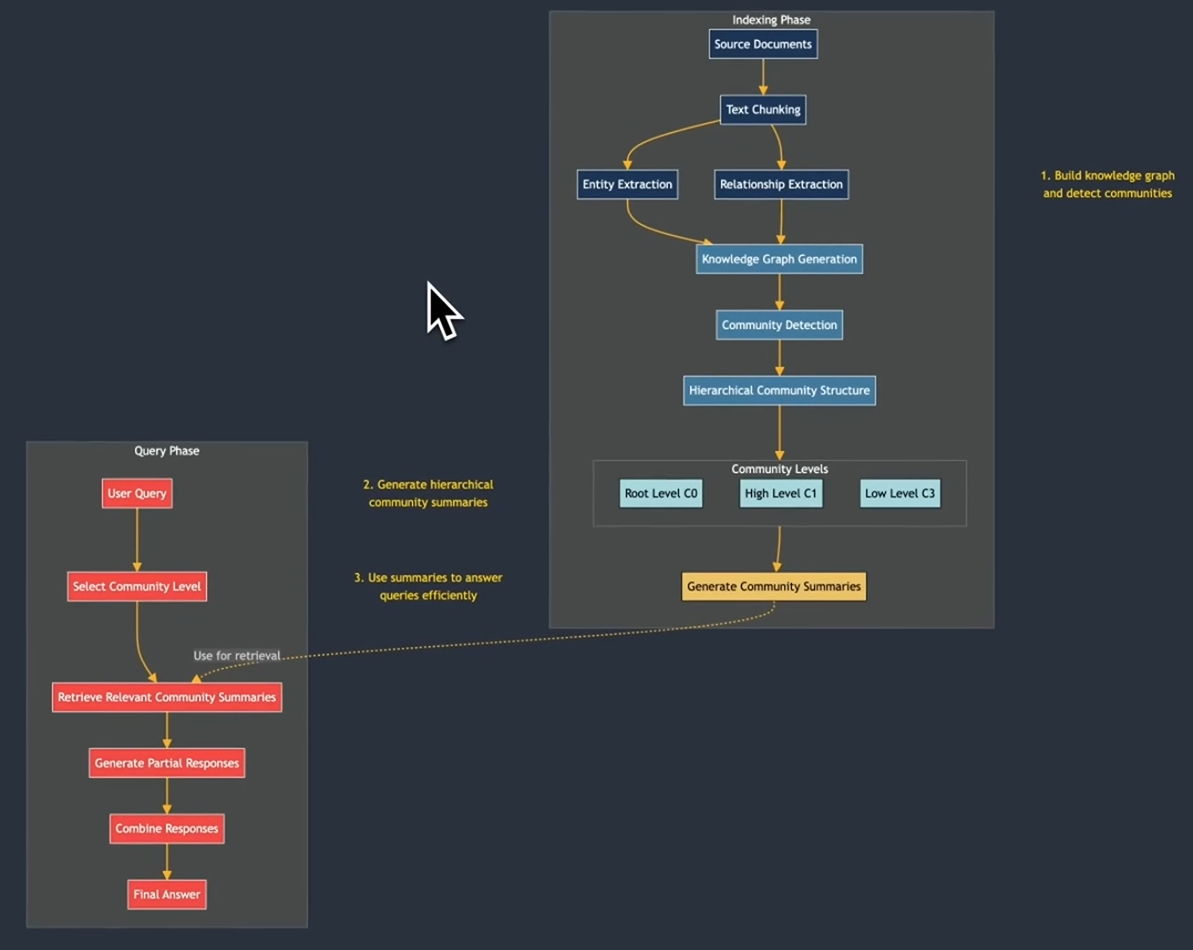 Indexing Phase
Source Documents
Text Chunking
Entity Extraction
Relationship Extraction
1. Build knowledge graph
and detect communities
Knowledge Graph Generation
Community Detection
Hierarchical Community Structure
Community Levels
Root Level C0
High Level C1
Low Level C3
Generate Community Summaries
Query Phase
User Query
2. Generate hierarchical
community summaries
Select Community Level
3. Use summaries to answer
queries efficiently
Use for retrieval
Retrieve Relevant Community Summaries
Generate Partial Responses
Combine Responses
Final Answer